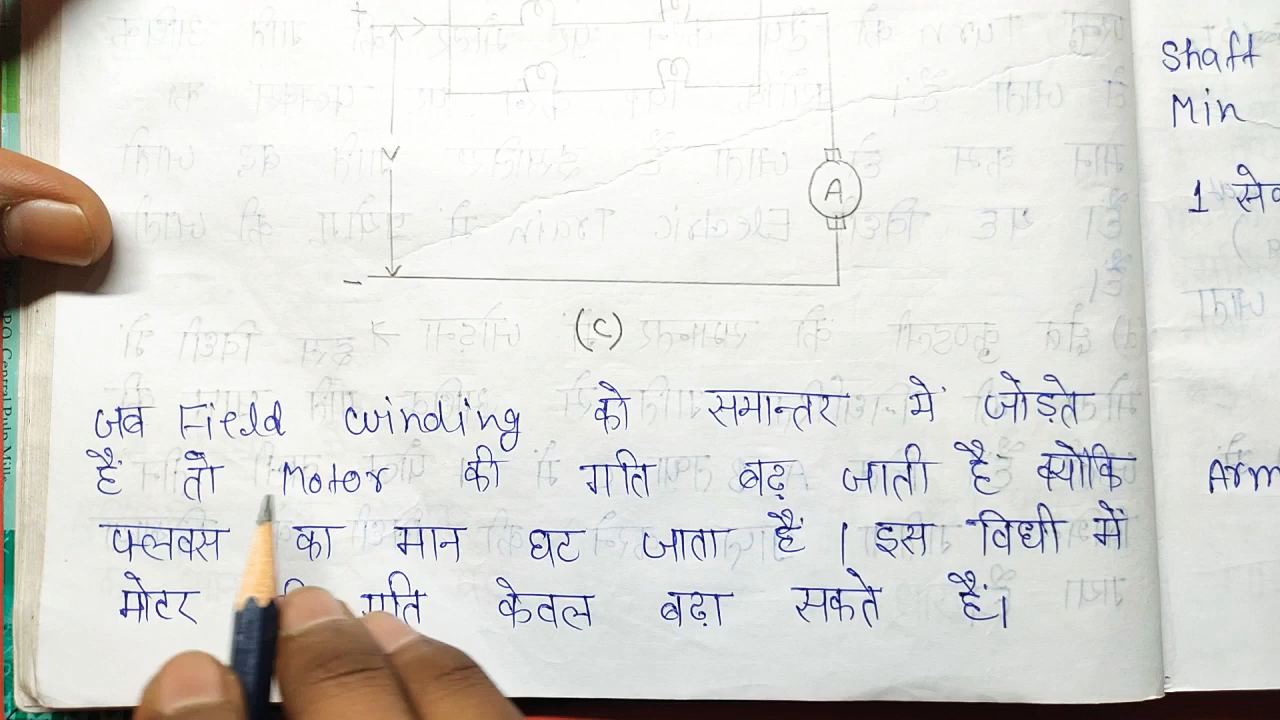 +
A
−
(C)
जब Field winding को समान्तर में जोड़ते
हैं तो Motor की गति बढ़ जाती है क्योकि
फ्लक्स का मान घट जाता है । इस विधी में
मोटर गति केवल बढ़ा सकते हैं।
Shaft
Min
1
Arm